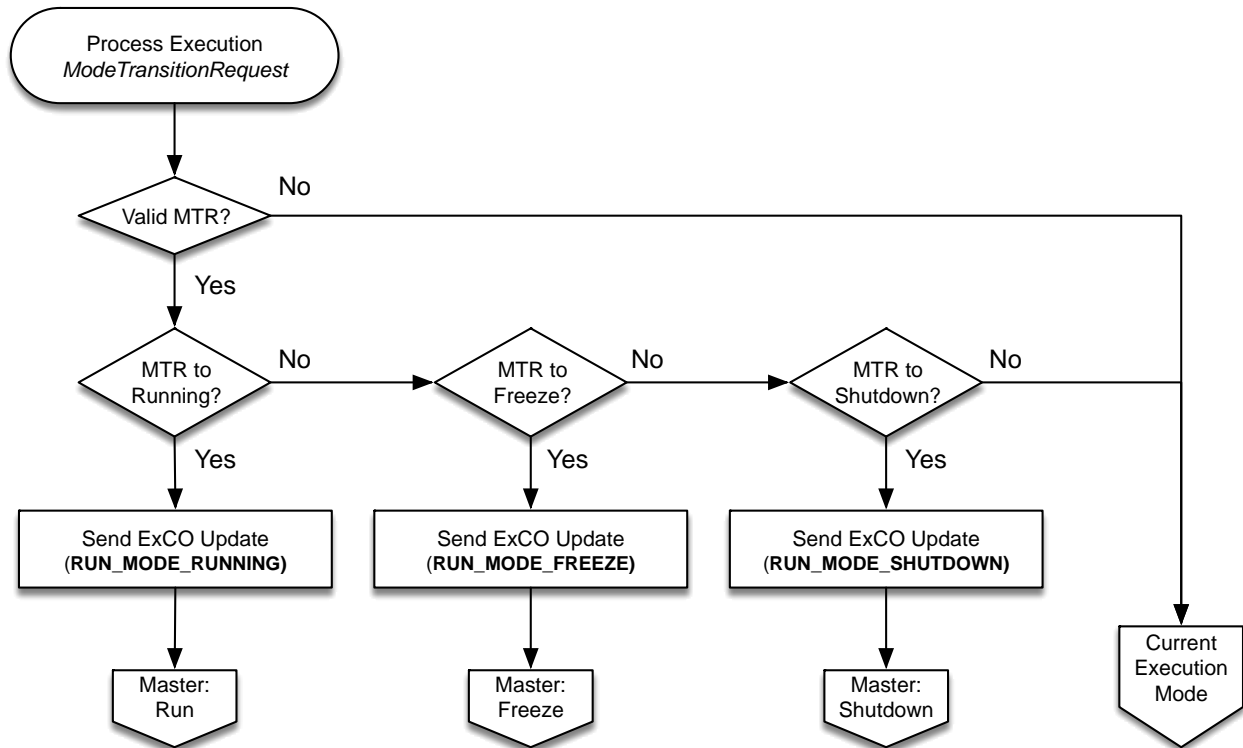 Process Execution
ModeTransitionRequest
No
Valid MTR?
Yes
MTR to
Running?
No
MTR to
Freeze?
No
MTR to
Shutdown?
No
Yes
Yes
Yes
Send ExCO Update
(RUN_MODE_RUNNING)
Send ExCO Update
(RUN_MODE_FREEZE)
Send ExCO Update
(RUN_MODE_SHUTDOWN)
Master:
Run
Master:
Freeze
Master:
Shutdown
Current
Execution
Mode